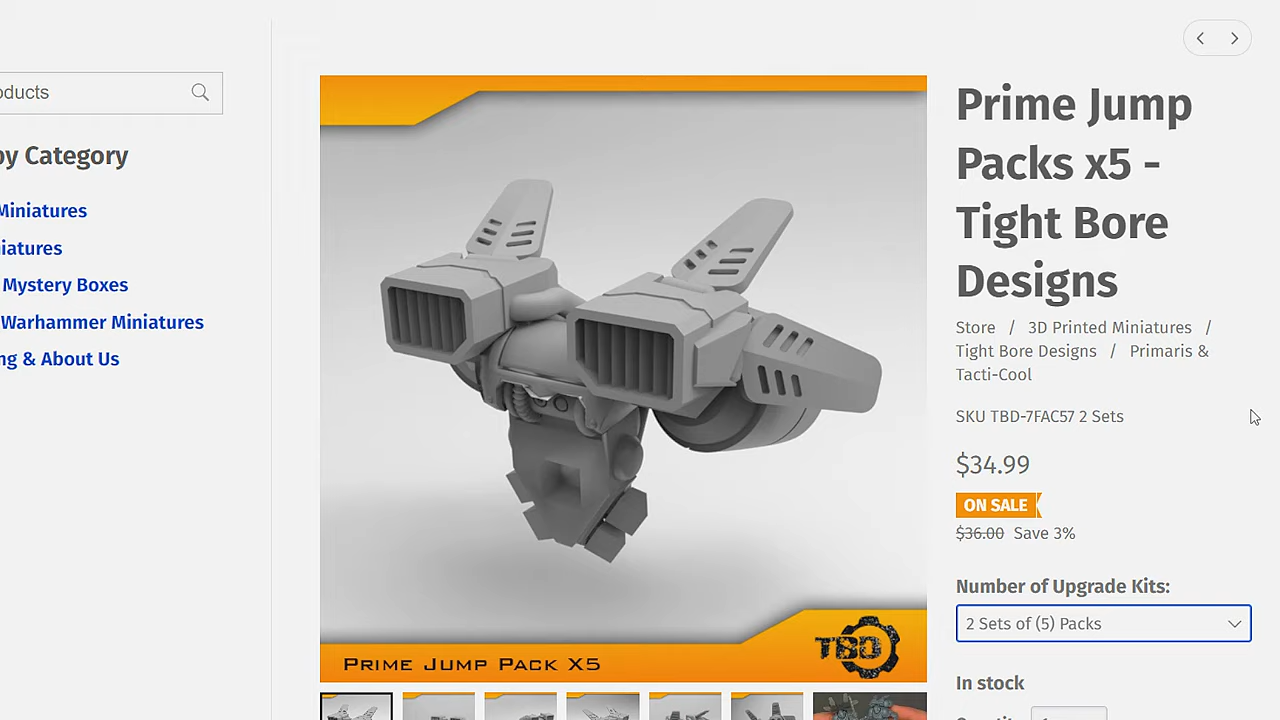 oducts
by Category
Miniatures
iatures
Mystery Boxes
Warhammer Miniatures
ng & About Us
PRIME JUMP PACK X5
TBD
Prime Jump
Packs x5 -
Tight Bore
Designs
Store / 3D Printed Miniatures /
Tight Bore Designs / Primaris &
Tacti-Cool
SKU TBD-7FAC57 2 Sets
$34.99
ON SALE
$36.00 Save 3%
Number of Upgrade Kits:
2 Sets of (5) Packs
In stock